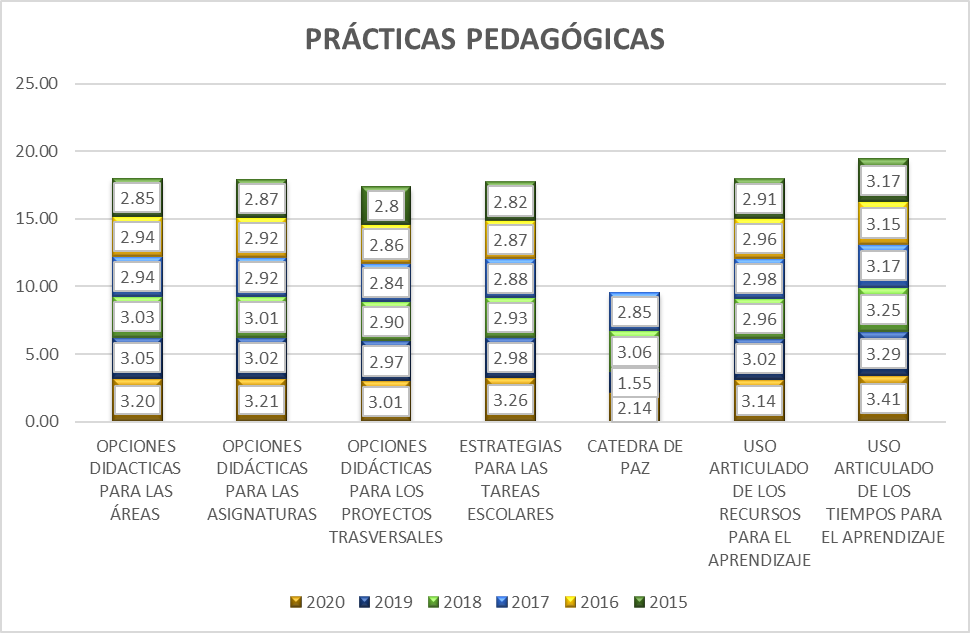 PRÁCTICAS PEDAGÓGICAS
25.00
20.00
15.00
10.00
5.00
0.00
2.85
2.94
2.94
3.03
3.05
3.20
2.87
2.92
2.92
3.01
3.02
3.21
2.8
2.86
2.84
2.90
2.97
3.01
2.82
2.87
2.88
2.93
2.98
3.26
2.85
3.06
1.55
2.14
2.91
2.96
2.98
2.96
3.02
3.14
3.17
3.15
3.17
3.25
3.29
3.41
OPCIONES
DIDACTICAS
PARA LAS
ÁREAS
OPCIONES
DIDÁCTICAS
PARA LAS
ASIGNATURAS
OPCIONES
DIDÁCTICAS
PARA LOS
PROYECTOS
TRASVERSALES
ESTRATEGIAS
PARA LAS
TAREAS
ESCOLARES
CATEDRA DE
PAZ
USO
ARTICULADO
DE LOS
RECURSOS
PARA EL
APRENDIZAJE
USO
ARTICULADO
DE LOS
TIEMPOS PARA
EL APRENDIZAJE
2020 2019 2018 2017 2016 2015